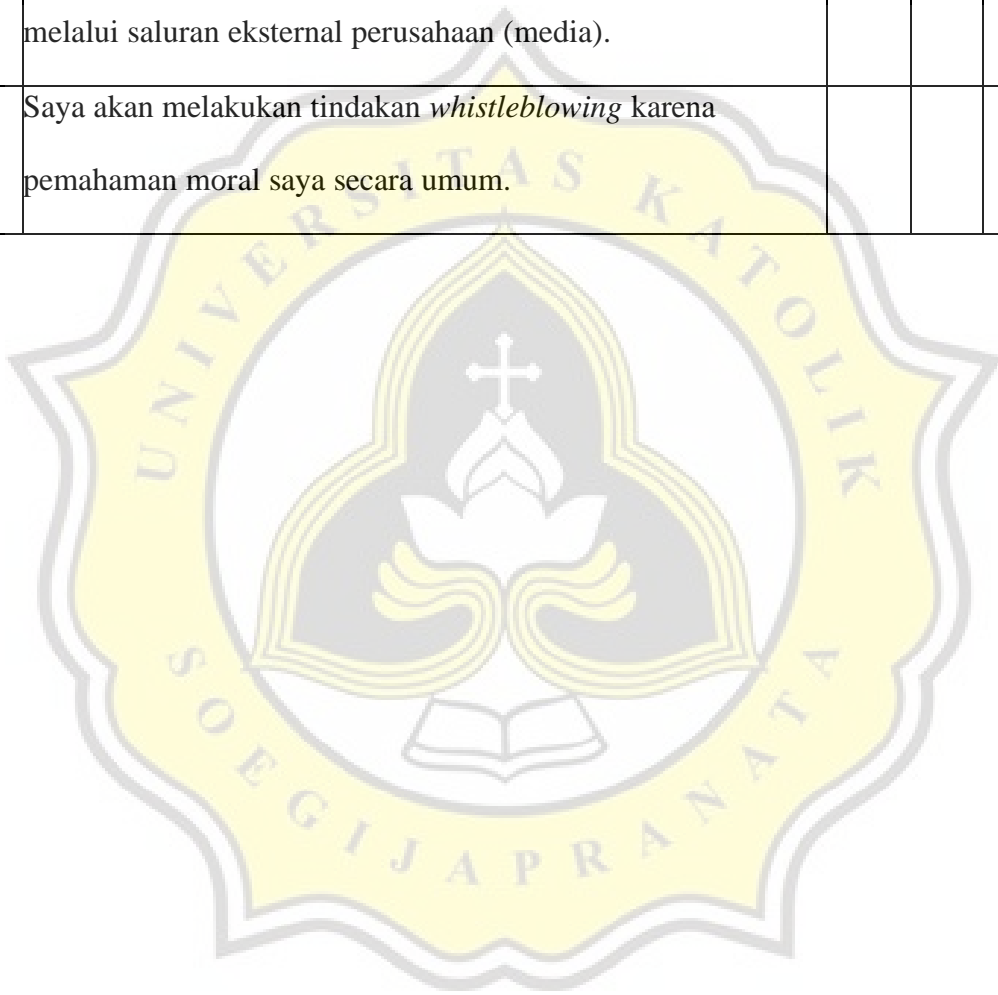 melalui saluran eksternal perusahaan (media).
Saya akan melakukan tindakan whistleblowing karena
pemahaman moral saya secara umum.
UNIVERSITAS KATOLIK
SOEGIJAPRANATA